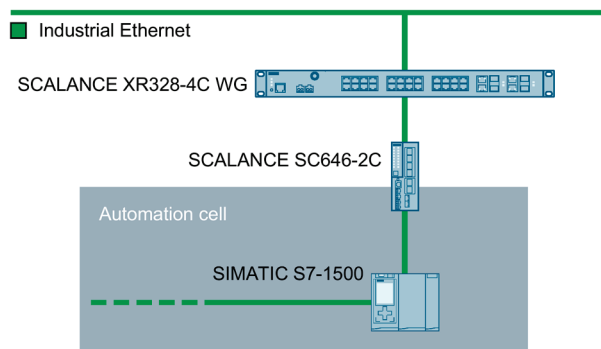 Industrial Ethernet
SCALANCE XR328-4C WG
SCALANCE SC646-2C
Automation cell
SIMATIC S7-1500